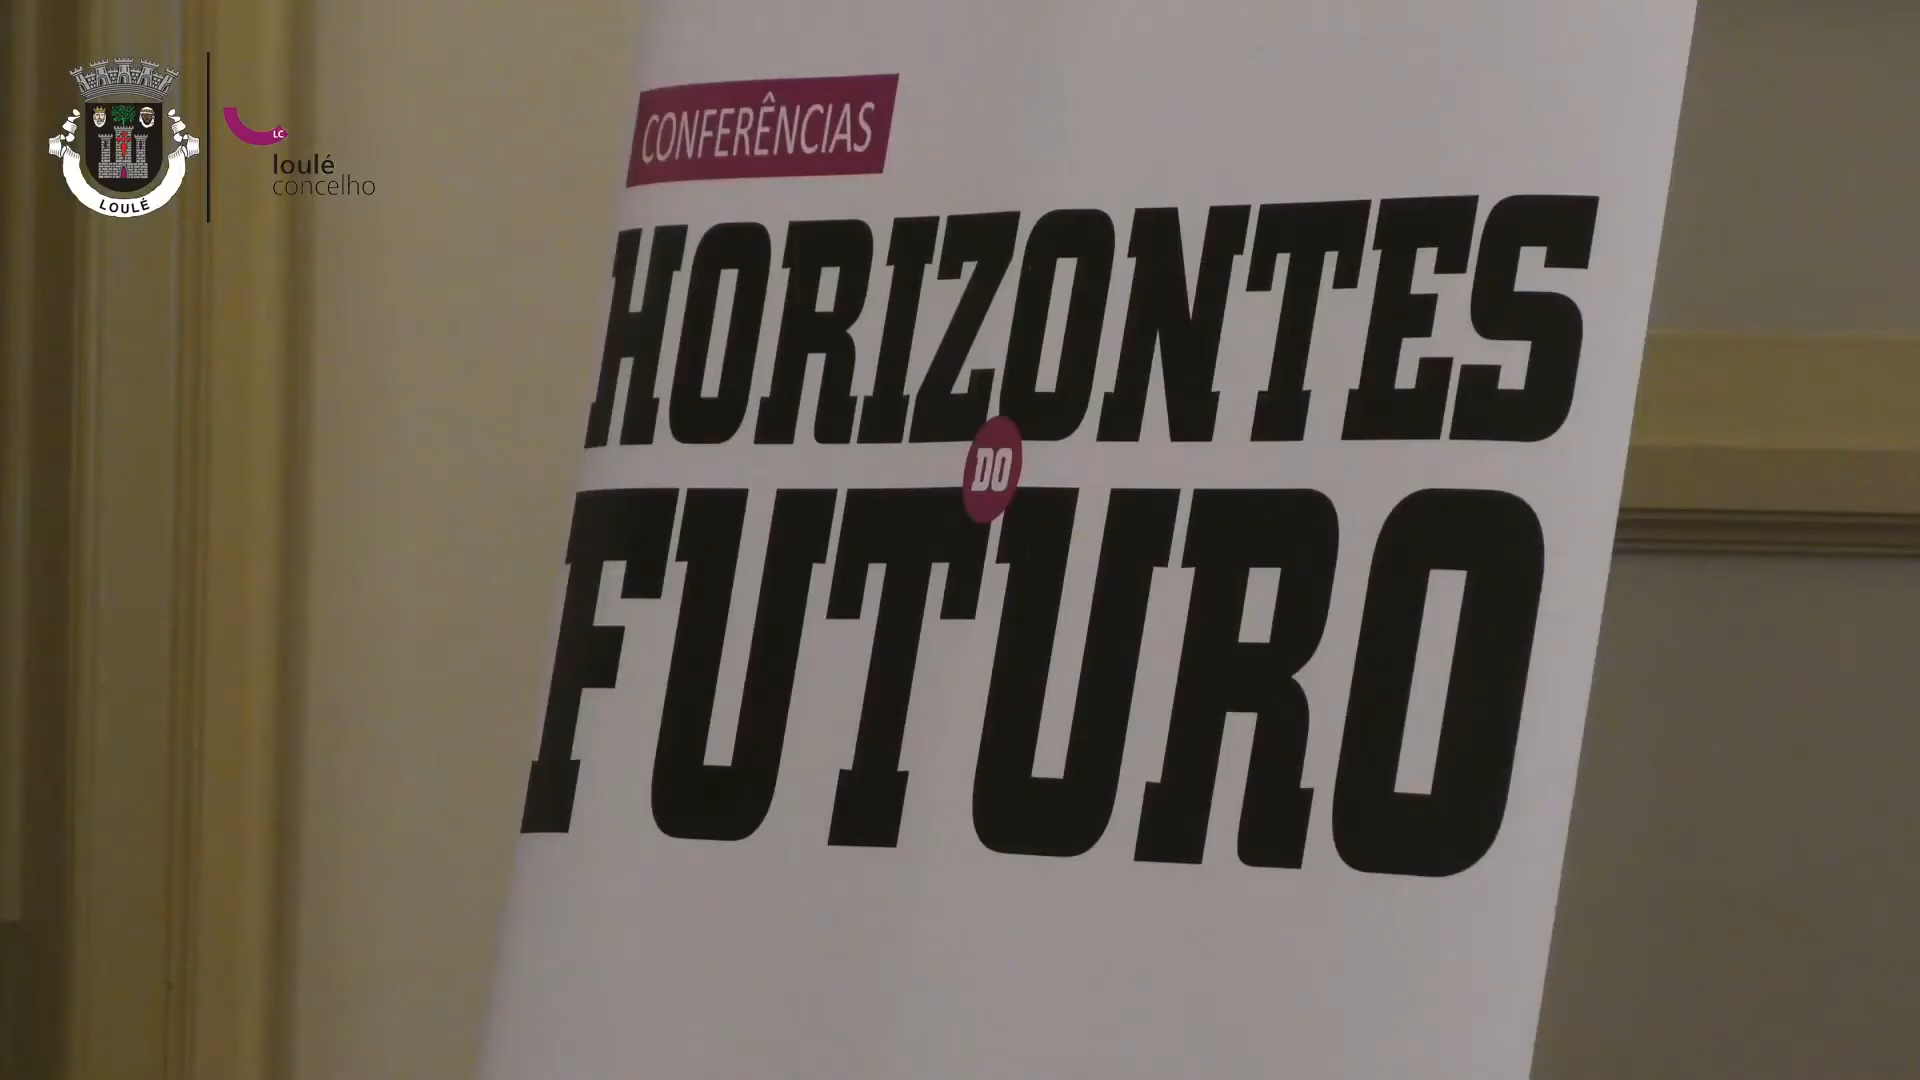 LOULÉ
LC
loulé
concelho
CONFERÊNCIAS
HORIZONTES
DO
FUTURO